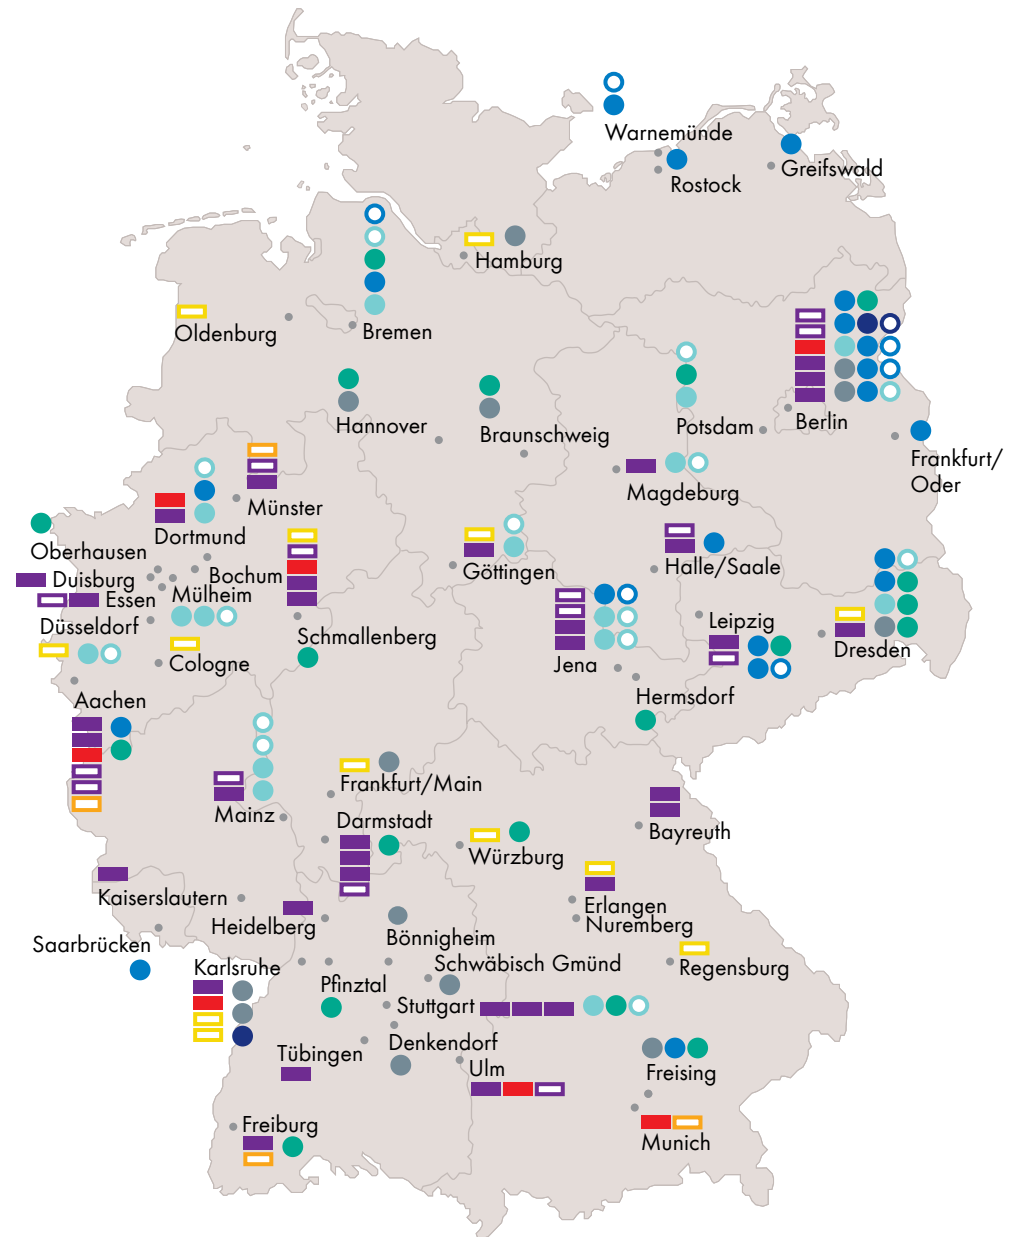 Warnemünde
Greifswald
Rostock
Hamburg
Oldenburg
Bremen
Hannover
Braunschweig
Potsdam
Berlin
Frankfurt/
Oder
Münster
Magdeburg
Dortmund
Oberhausen
Göttingen
Halle/Saale
Duisburg
Bochum
Essen
Mülheim
Düsseldorf
Schmallenberg
Leipzig
Dresden
Cologne
Jena
Aachen
Hermsdorf
Frankfurt/Main
Mainz
Darmstadt
Bayreuth
Würzburg
Kaiserslautern
Erlangen
Heidelberg
Nuremberg
Bönnigheim
Saarbrücken
Schwäbisch Gmünd
Karlsruhe
Regensburg
Pfinztal
Stuttgart
Denkendorf
Tübingen
Ulm
Freising
Freiburg
Munich